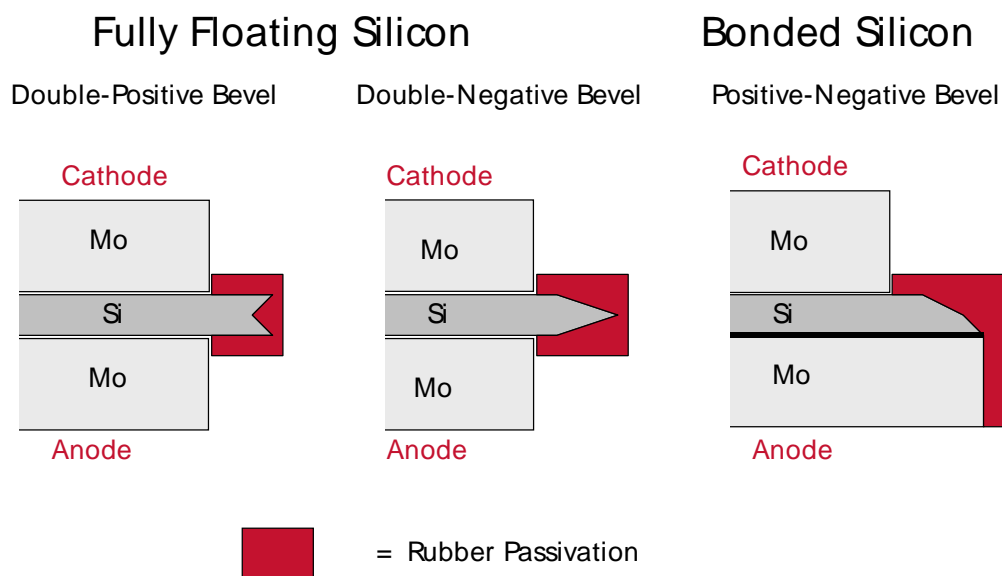 Fully Floating Silicon
Bonded Silicon
Double-Positive Bevel
Double-Negative Bevel
Positive-Negative Bevel
Cathode
Mo
Si
Mo
Anode
Cathode
Mo
Si
Mo
Anode
Cathode
Mo
Si
Mo
Anode
= Rubber Passivation